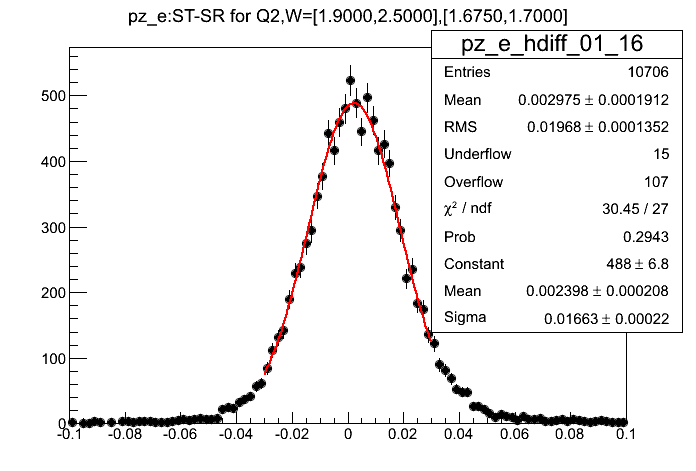 pz_e:ST-SR for Q2,W=[1.9000,2.5000],[1.6750,1.7000]
pz_e_hdiff_01_16
Entries 10706
Mean 0.002975 ± 0.0001912
RMS 0.01968 ± 0.0001352
Underflow 15
Overflow 107
χ² / ndf 30.45 / 27
Prob 0.2943
Constant 488 ± 6.8
Mean 0.002398 ± 0.000208
Sigma 0.01663 ± 0.00022
500
400
300
200
100
0
-0.1 -0.08 -0.06 -0.04 -0.02 0 0.02 0.04 0.06 0.08 0.1